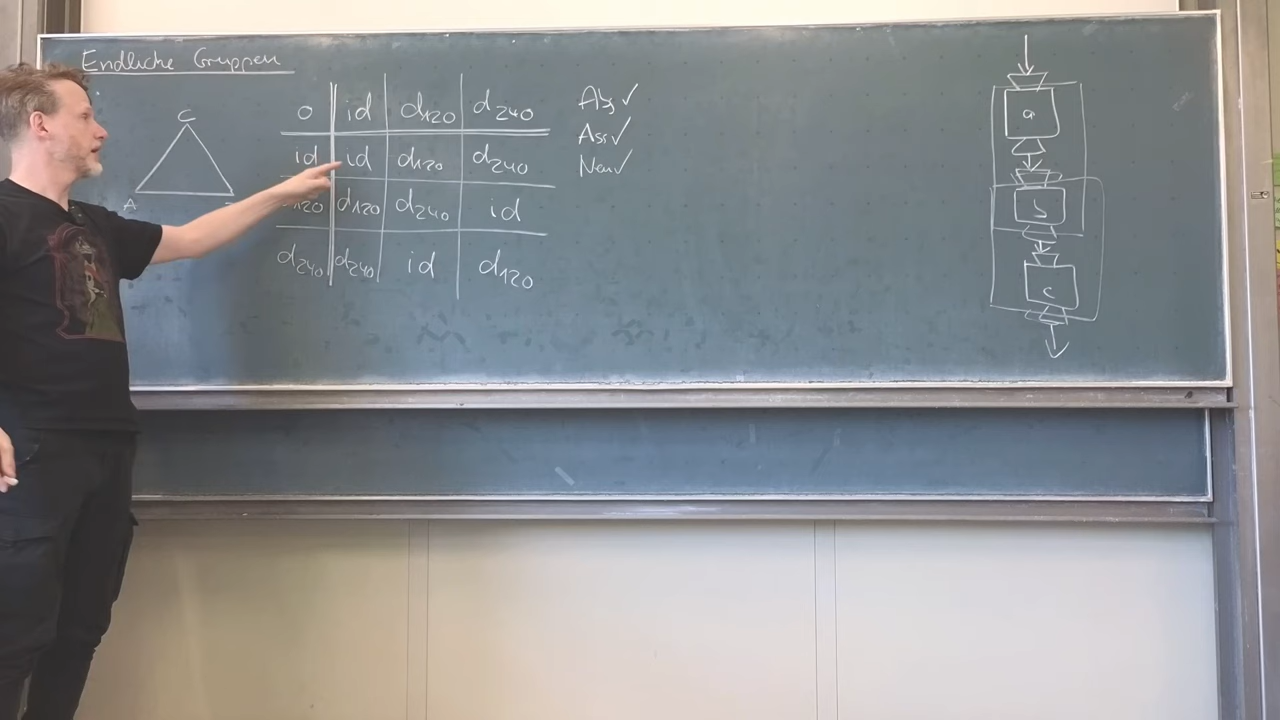 Endliche Gruppen
C
A
o id d120 d240
id id d120 d240
d120 d240 id
d240 d240 id d120
Abg ✓
Ass ✓
Neu ✓
a
b
c